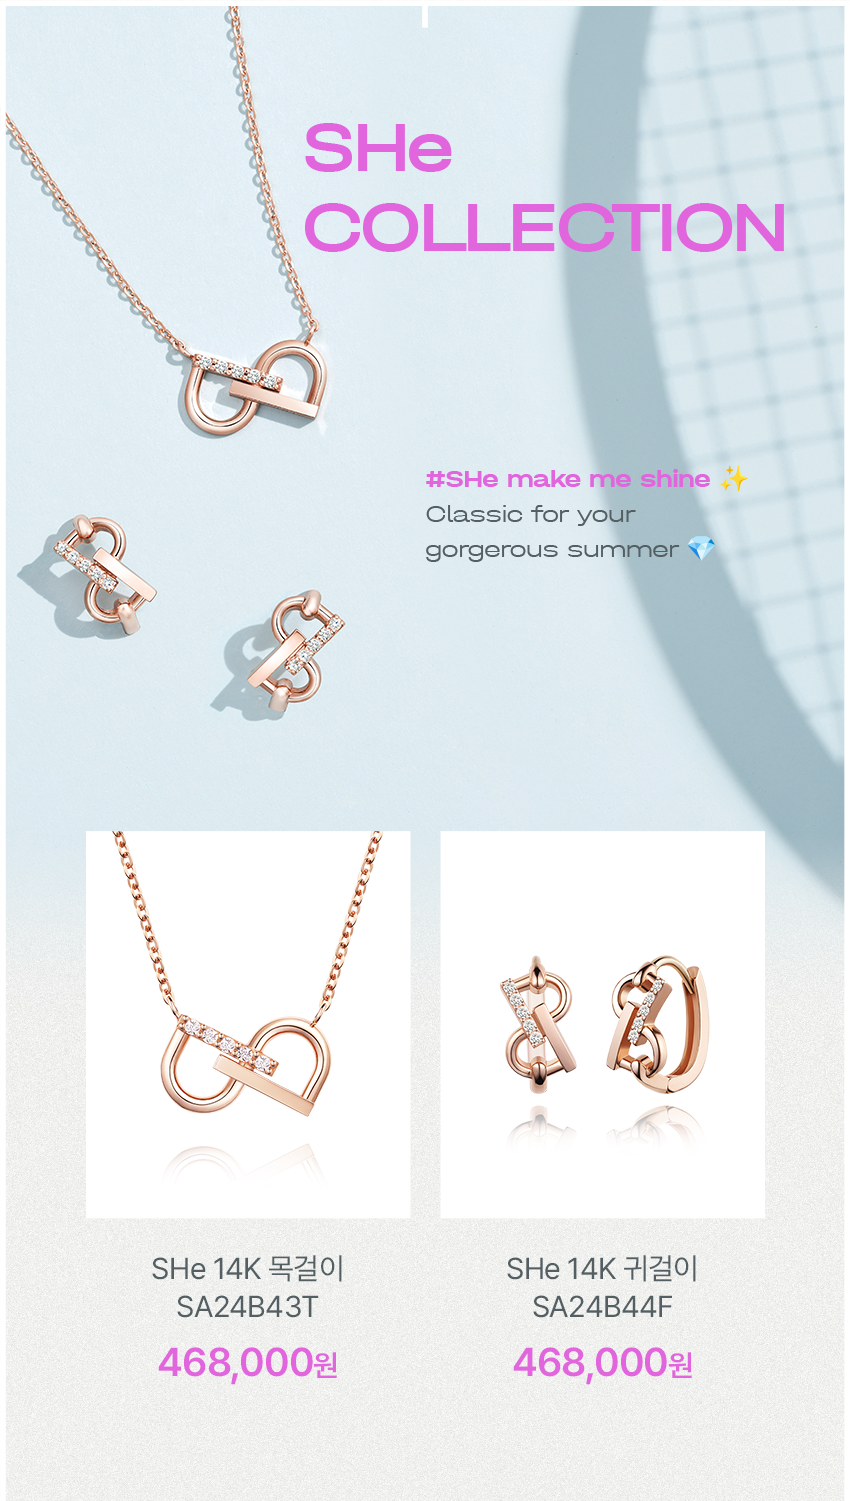 SHe
COLLECTION
#SHe make me shine ✨
Classic for your
gorgerous summer 💎
SHe 14K 목걸이
SA24B43T
468,000원
SHe 14K 귀걸이
SA24B44F
468,000원